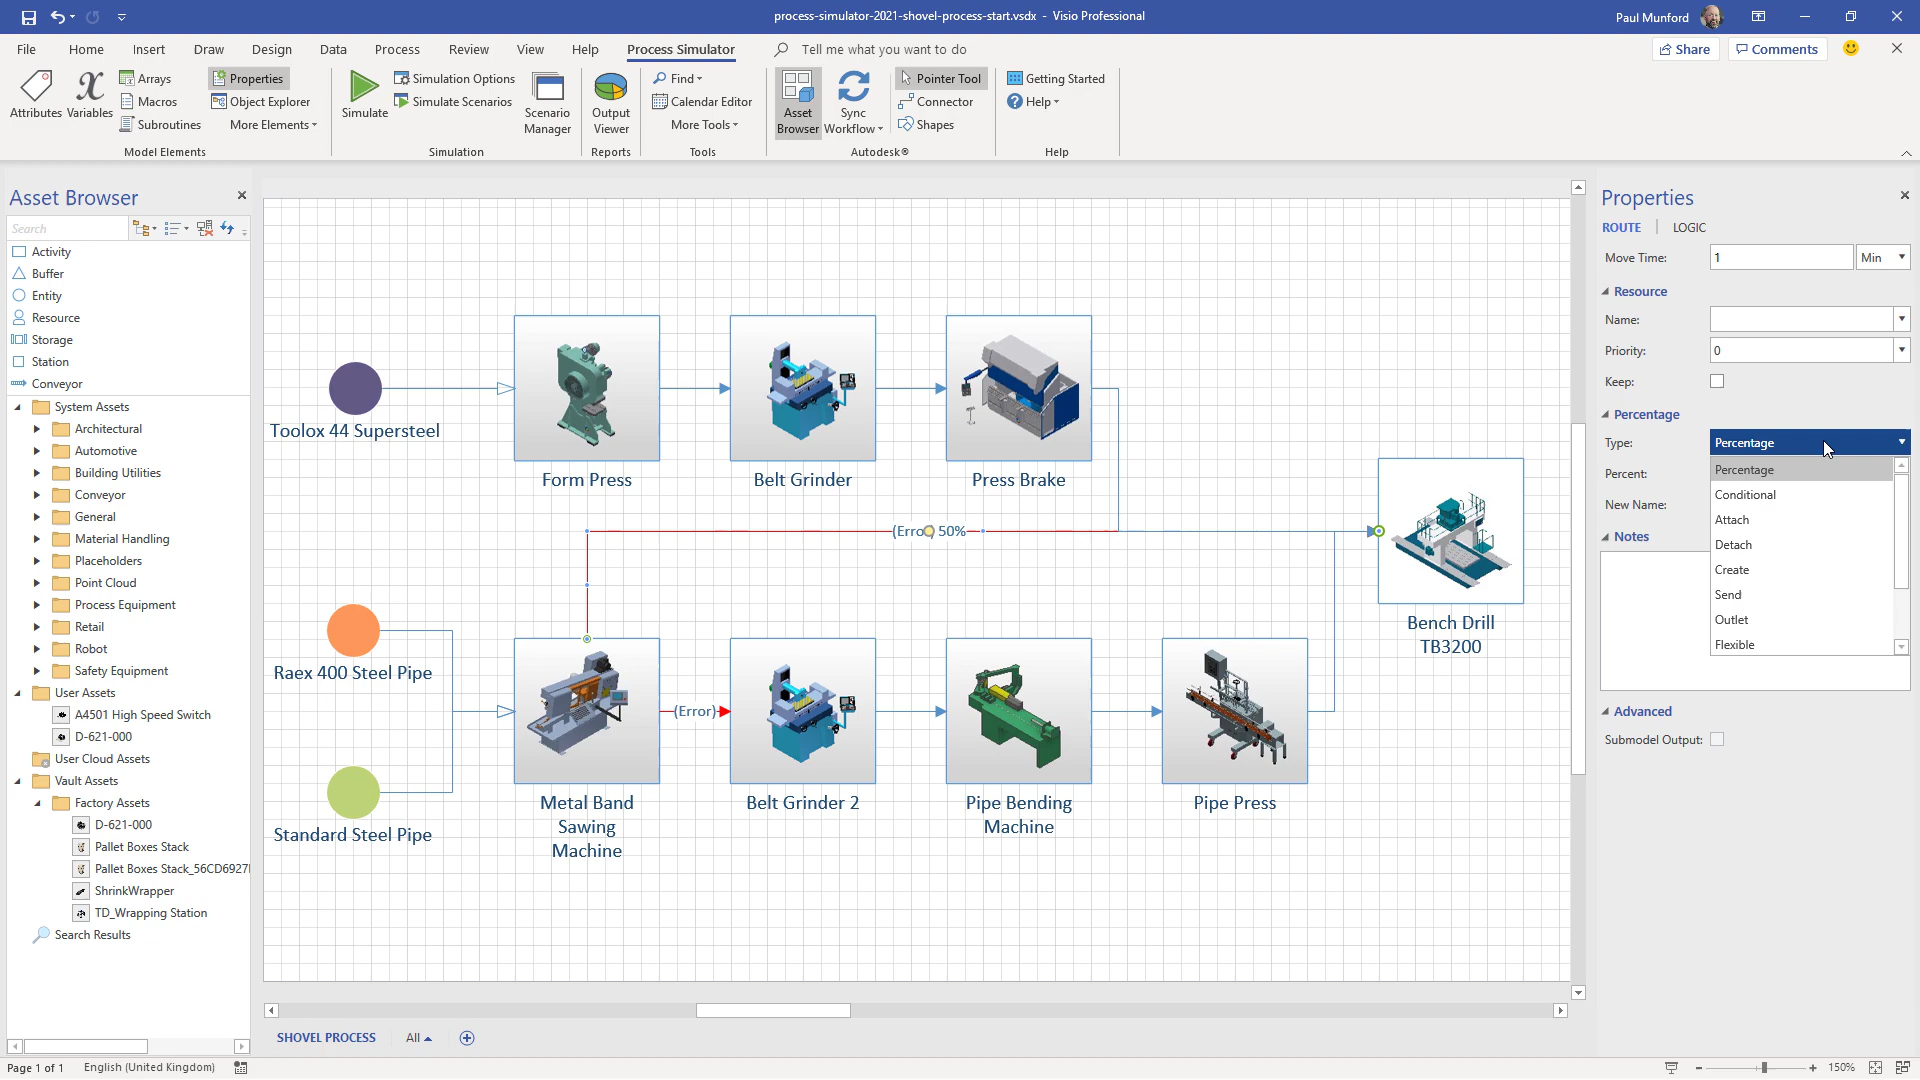 process-simulator-2021-shovel-process-start.vsdx - Visio Professional
Paul Munford
File Home Insert Draw Design Data Process Review View Help Process Simulator Tell me what you want to do
Share Comments
Attributes
Variables
Arrays
Macros
Subroutines
Properties
Object Explorer
More Elements
Model Elements
Simulate
Simulation Options
Simulate Scenarios
Scenario
Manager
Simulation
Output
Viewer
Reports
Find
Calendar Editor
More Tools
Tools
Asset
Browser
Sync
Workflow
Pointer Tool
Connector
Shapes
Autodesk®
Getting Started
Help
Help
Asset Browser
Search
Activity
Buffer
Entity
Resource
Storage
Station
Conveyor
System Assets
Architectural
Automotive
Building Utilities
Conveyor
General
Material Handling
Placeholders
Point Cloud
Process Equipment
Retail
Robot
Safety Equipment
User Assets
A4501 High Speed Switch
D-621-000
User Cloud Assets
Vault Assets
Factory Assets
D-621-000
Pallet Boxes Stack
Pallet Boxes Stack_56CD6927
ShrinkWrapper
TD_Wrapping Station
Search Results
Toolox 44 Supersteel
Form Press
Belt Grinder
Press Brake
(Error) 50%
Bench Drill
TB3200
Raex 400 Steel Pipe
(Error)
Standard Steel Pipe
Metal Band
Sawing
Machine
Belt Grinder 2
Pipe Bending
Machine
Pipe Press
SHOVEL PROCESS
All
Properties
ROUTE LOGIC
Move Time: 1 Min
Resource
Name:
Priority: 0
Keep:
Percentage
Type: Percentage
Percent:
New Name:
Percentage
Conditional
Attach
Detach
Create
Send
Outlet
Flexible
Notes
Advanced
Submodel Output:
Page 1 of 1 English (United Kingdom)
150%